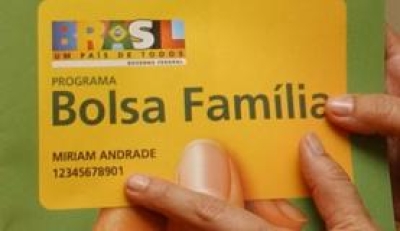 BRASIL
UM PAÍS DE TODOS
GOVERNO FEDERAL
PROGRAMA
Bolsa Família
MIRIAM ANDRADE
12345678901